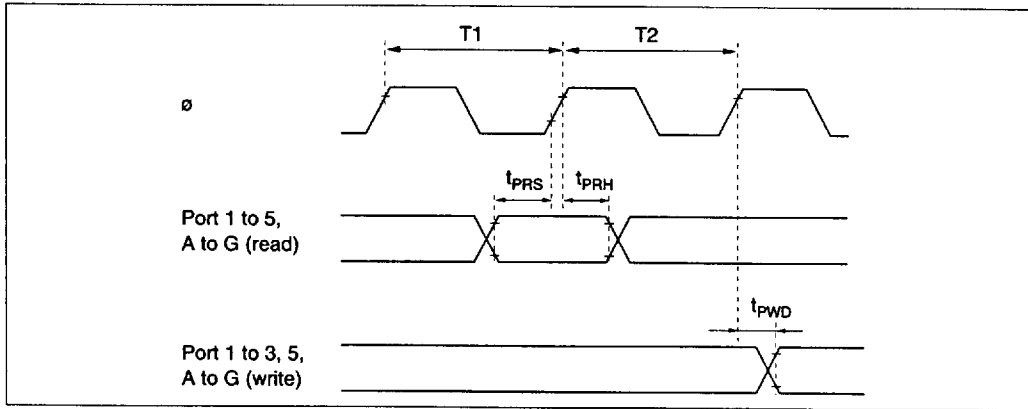 T1 T2
ø
tPRS tPRH
Port 1 to 5,
A to G (read)
tPWD
Port 1 to 3, 5,
A to G (write)